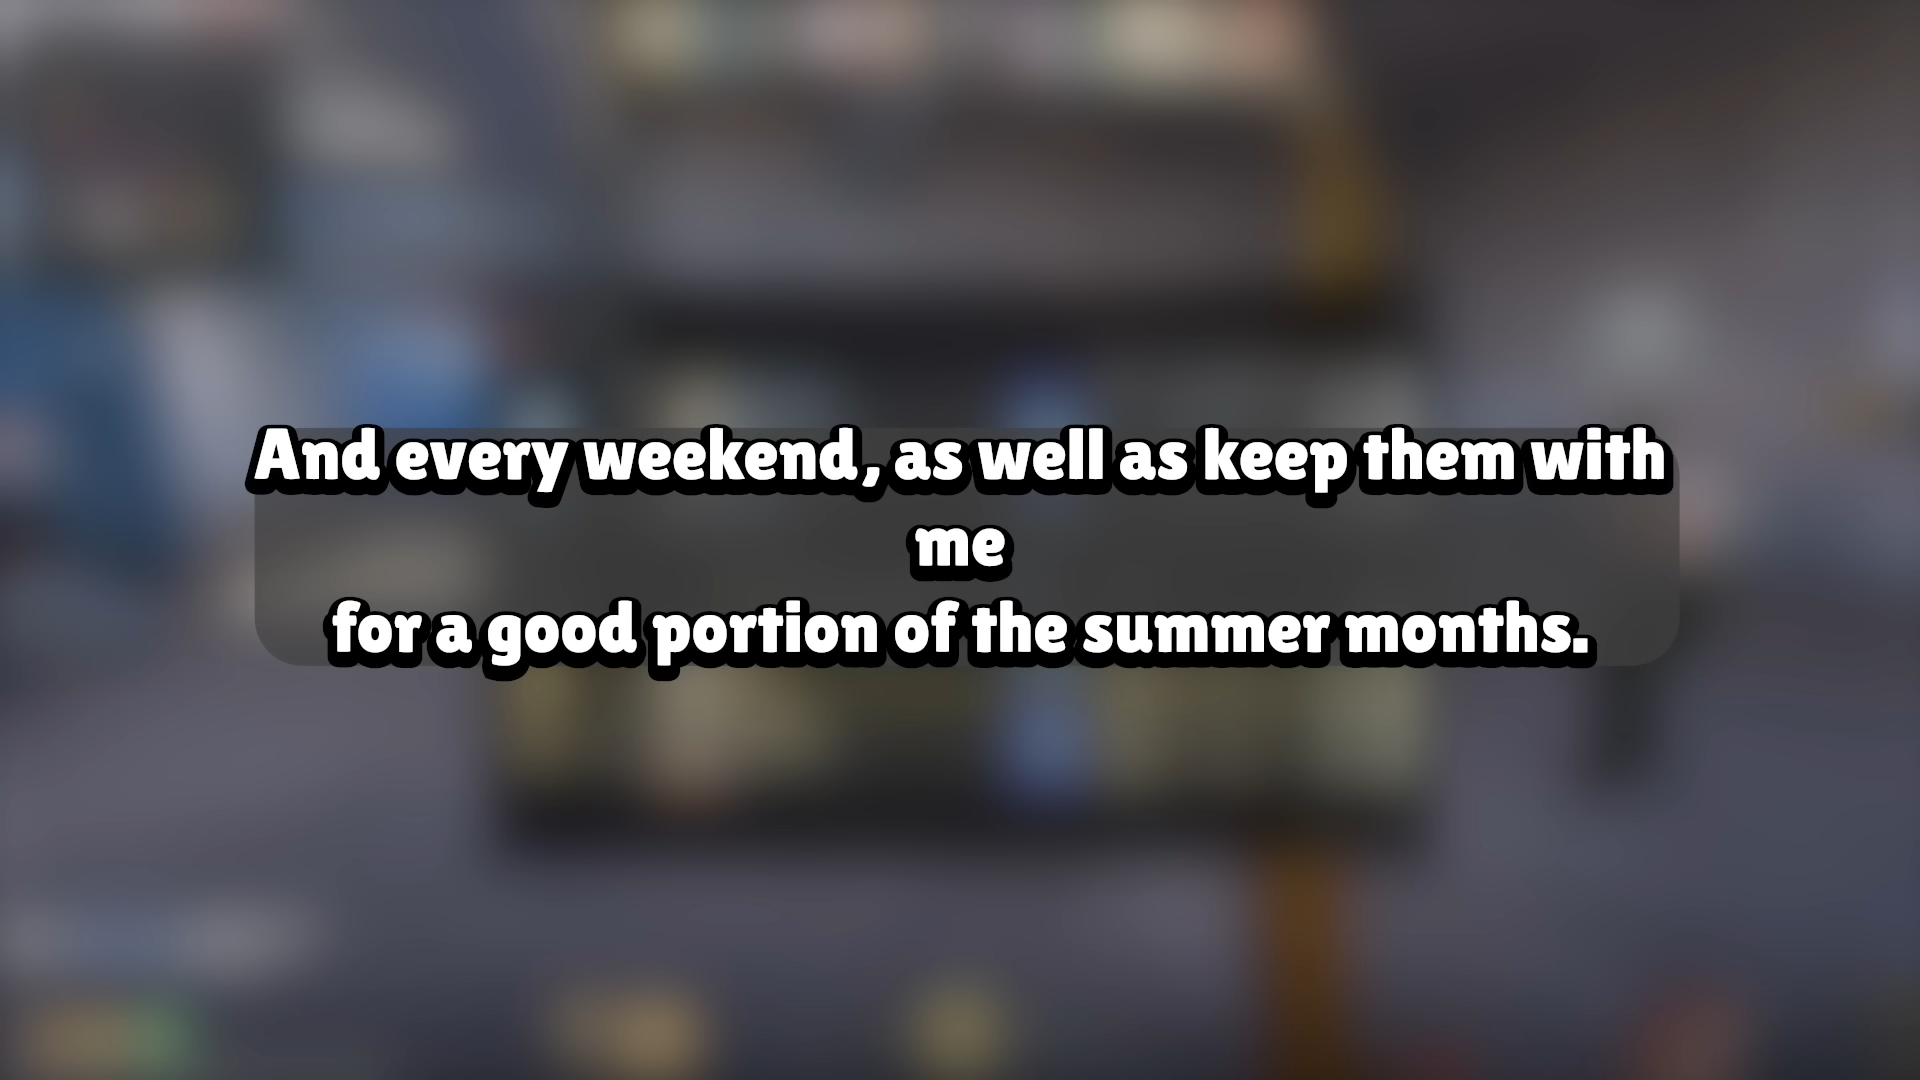 And every weekend, as well as keep them with
me
for a good portion of the summer months.